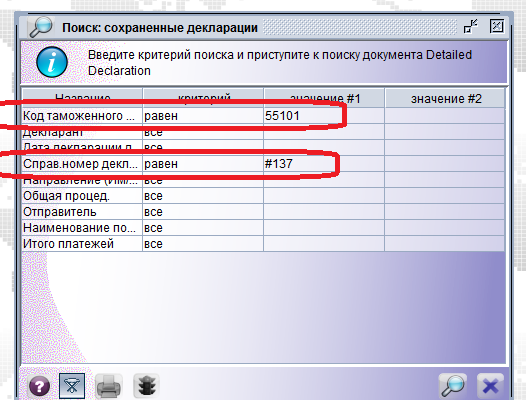 Поиск: сохраненные декларации
Введите критерий поиска и приступите к поиску документа Detailed
Declaration
Название критерий значение #1 значение #2
Код таможенного ... равен 55101
Декларант все
Дата декларации п... все
Справ.номер декл... равен #137
Направление (Им/... все
Общая процед. все
Отправитель все
Наименование по... все
Итого платежей все